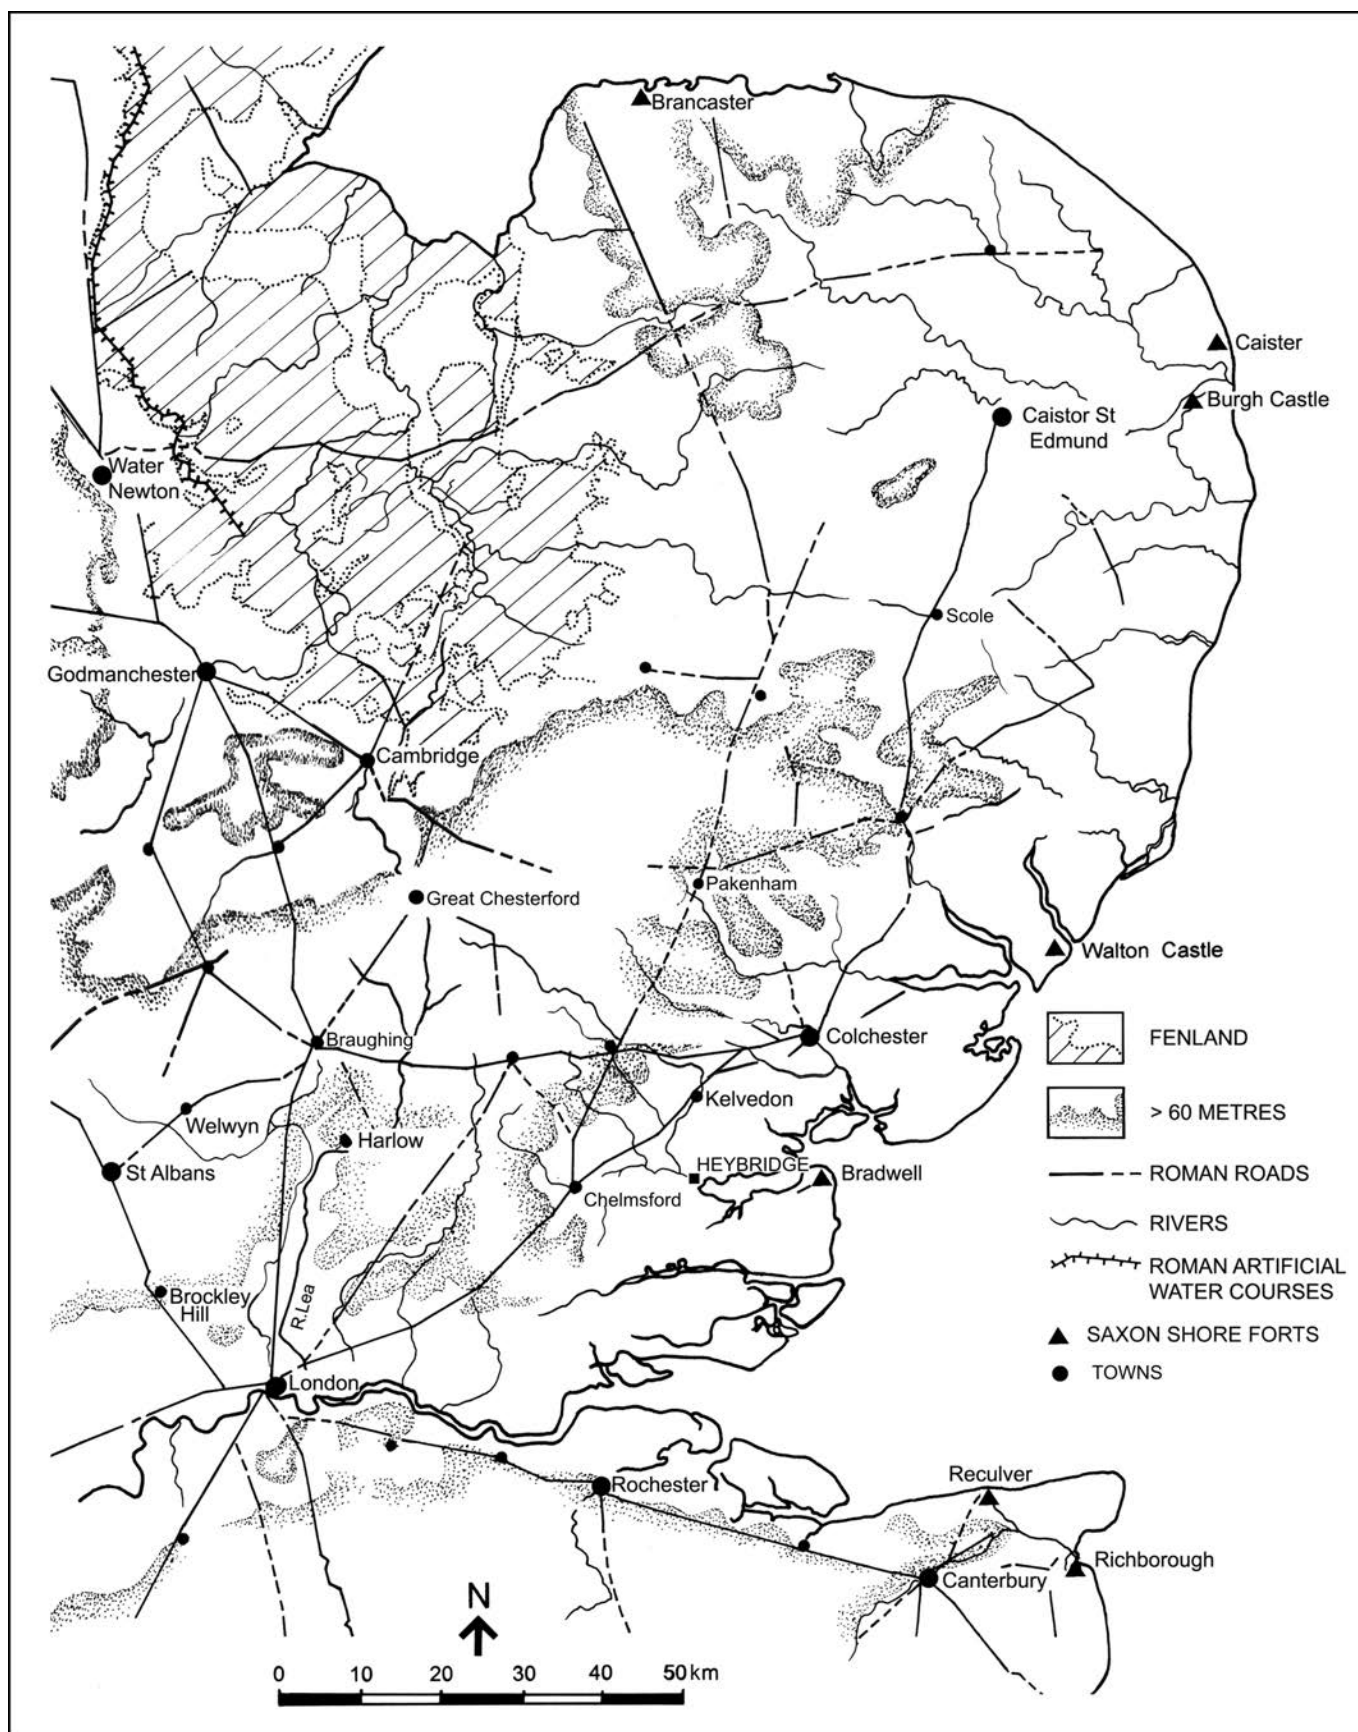 Brancaster
Caister
Burgh Castle
Caistor St
Edmund
Water
Newton
Scole
Godmanchester
Cambridge
Pakenham
Great Chesterford
Walton Castle
Colchester
Braughing
FENLAND
Kelvedon
> 60 METRES
Welwyn
Harlow
HEYBRIDGE
St Albans
Bradwell
ROMAN ROADS
Chelmsford
RIVERS
ROMAN ARTIFICIAL
WATER COURSES
Brockley
Hill
R.Lea
SAXON SHORE FORTS
TOWNS
London
Reculver
Rochester
Richborough
Canterbury
N
0 10 20 30 40 50 km